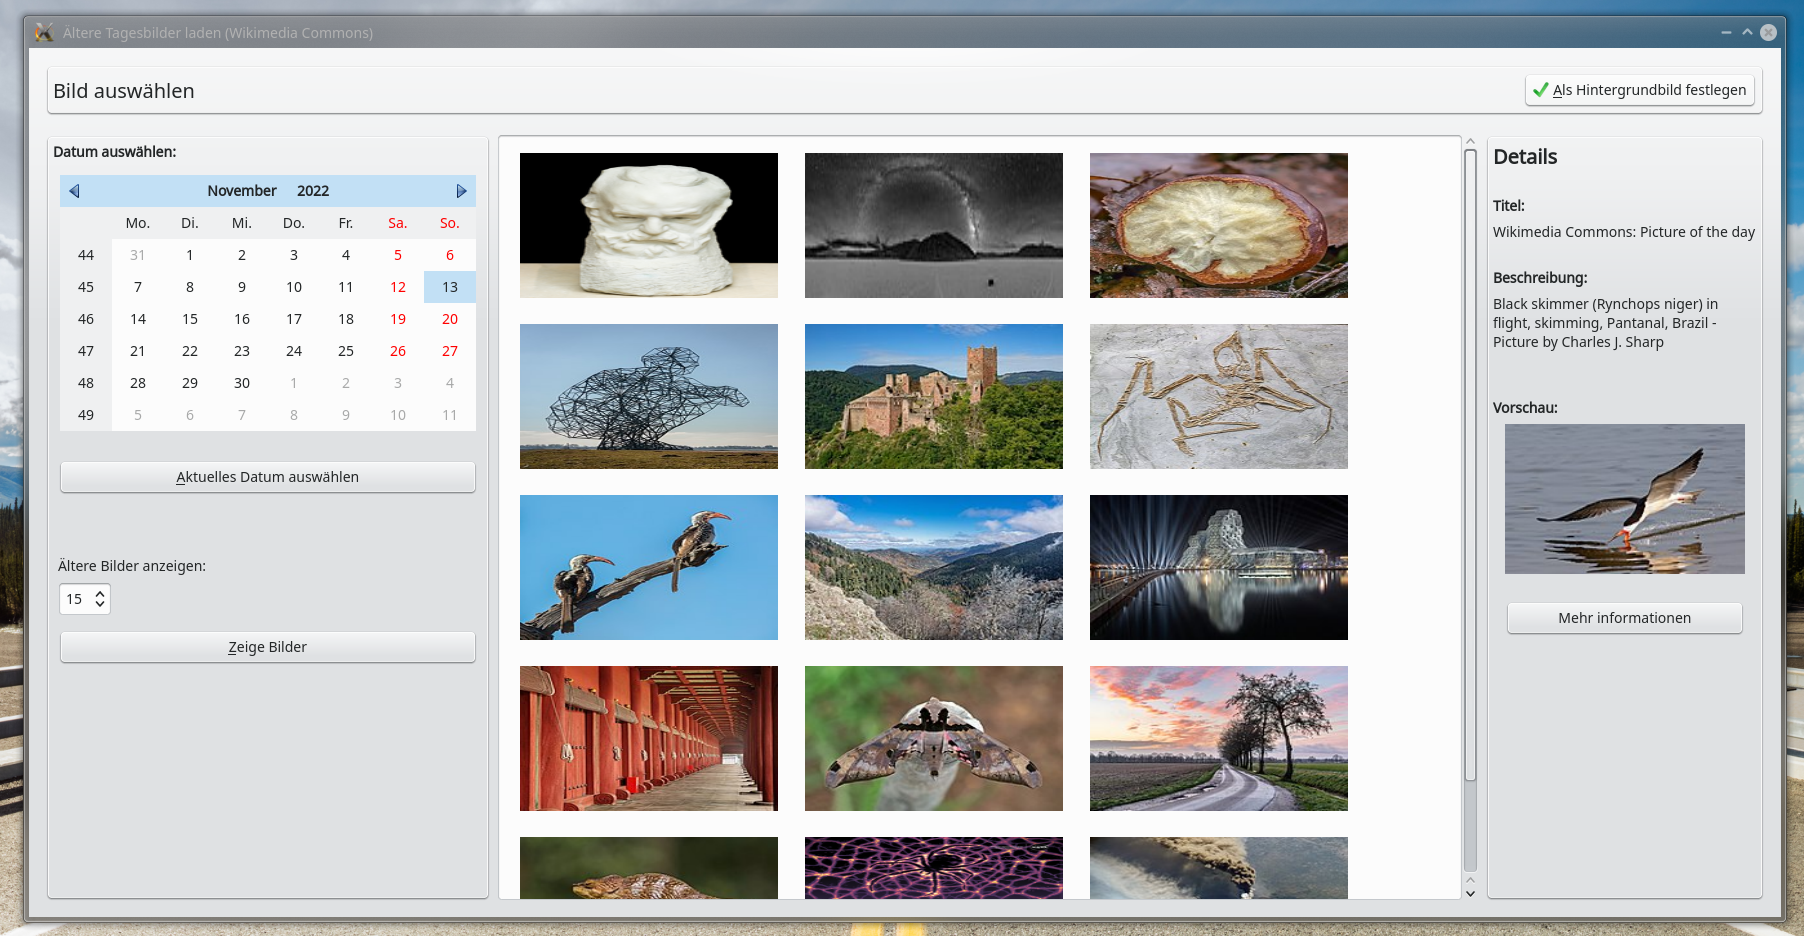 Ältere Tagesbilder laden (Wikimedia Commons)
Bild auswählen
Als Hintergrundbild festlegen
Datum auswählen:
November 2022
Mo. Di. Mi. Do. Fr. Sa. So.
44 31 1 2 3 4 5 6
45 7 8 9 10 11 12 13
46 14 15 16 17 18 19 20
47 21 22 23 24 25 26 27
48 28 29 30 1 2 3 4
49 5 6 7 8 9 10 11
Aktuelles Datum auswählen
Ältere Bilder anzeigen:
15
Zeige Bilder
Details
Titel:
Wikimedia Commons: Picture of the day
Beschreibung:
Black skimmer (Rynchops niger) in
flight, skimming, Pantanal, Brazil -
Picture by Charles J. Sharp
Vorschau:
Mehr informationen